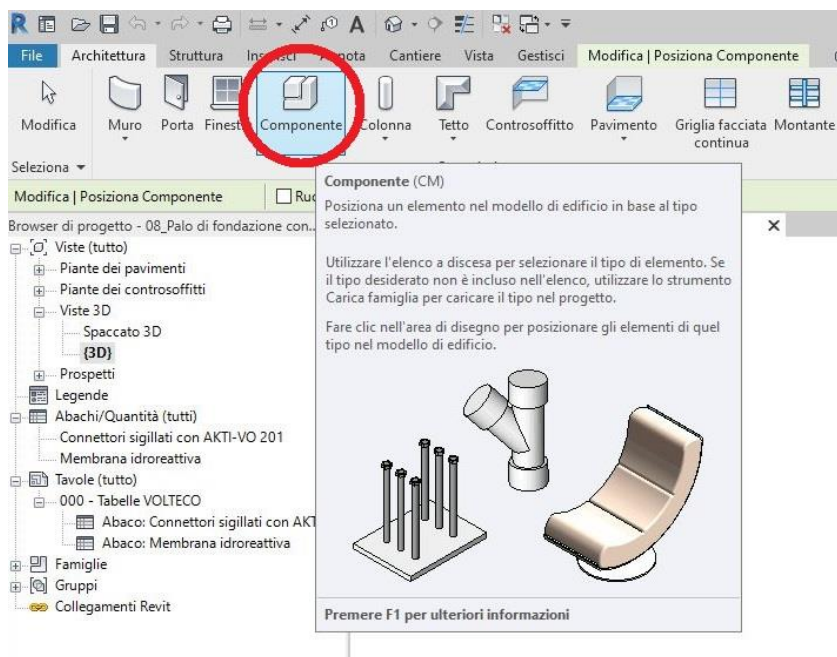 R
A
File Architettura Struttura Cantiere Vista Gestisci Modifica | Posiziona Componente
Modifica Muro Porta Componente Colonna Tetto Controsoffitto Pavimento Griglia facciata continua Montante
Seleziona
Modifica | Posiziona Componente
Browser di progetto - 08_Palo di fondazione con...
Viste (tutto)
Piante dei pavimenti
Piante dei controsoffitti
Viste 3D
Spaccato 3D
{3D}
Prospetti
Legende
Abachi/Quantità (tutti)
Connettori sigillati con AKTI-VO 201
Membrana idroreattiva
Tavole (tutto)
000 - Tabelle VOLTECO
Abaco: Connettori sigillati con AKT
Abaco: Membrana idroreattiva
Famiglie
Gruppi
Collegamenti Revit
Componente (CM)
Posiziona un elemento nel modello di edificio in base al tipo
selezionato.
Utilizzare l'elenco a discesa per selezionare il tipo di elemento. Se
il tipo desiderato non è incluso nell'elenco, utilizzare lo strumento
Carica famiglia per caricare il tipo nel progetto.
Fare clic nell'area di disegno per posizionare gli elementi di quel
tipo nel modello di edificio.
Premere F1 per ulteriori informazioni